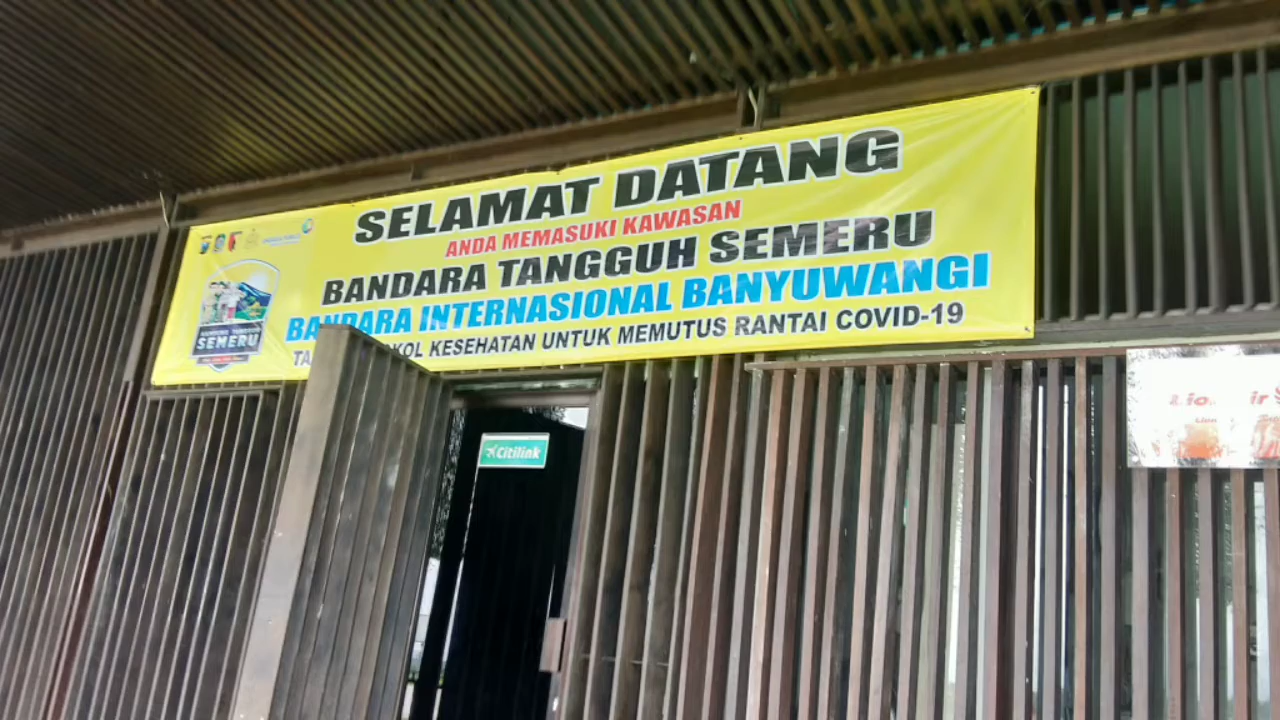 SELAMAT DATANG
ANDA MEMASUKI KAWASAN
BANDARA TANGGUH SEMERU
BANDARA INTERNASIONAL BANYUWANGI
KESEHATAN UNTUK MEMUTUS RANTAI COVID-19
SEMERU
Citilink